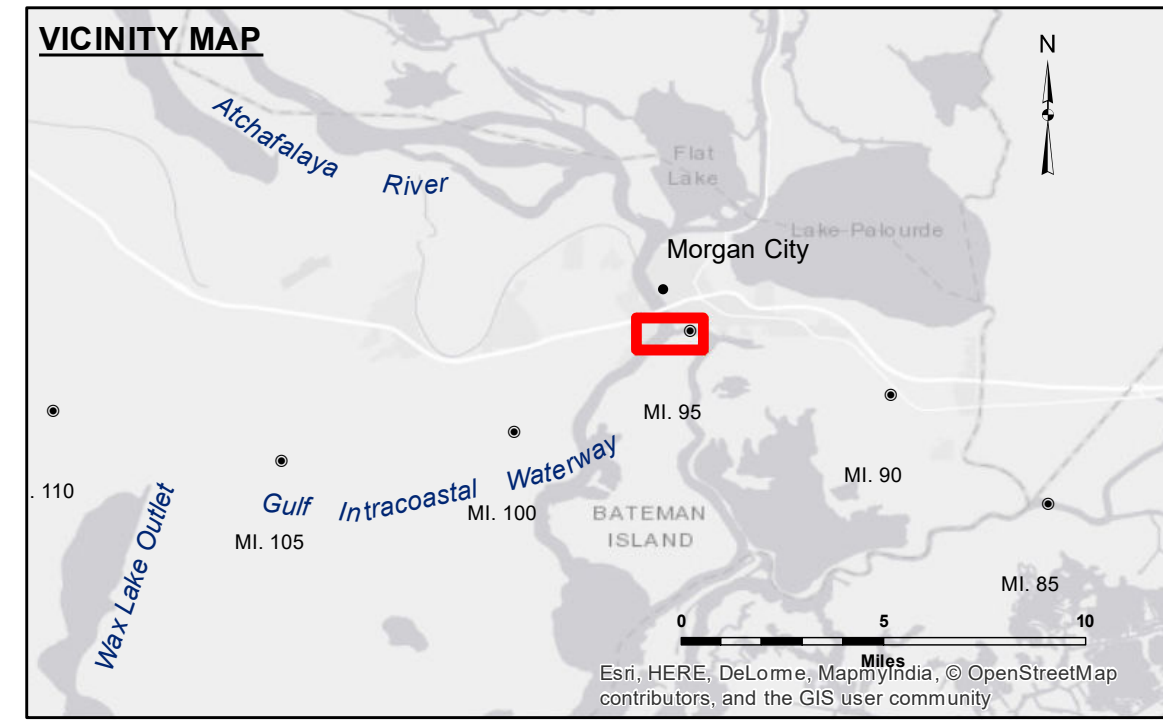 VICINITY MAP
N
Atchafalaya River
Flat
Lake
Lake Palourde
Morgan City
MI. 95
MI. 90
. 110
Gulf Intracoastal Waterway
MI. 100
MI. 105
BATEMAN
ISLAND
Wax Lake Outlet
MI. 85
0 5 10
Miles
Esri, HERE, DeLorme, MapmyIndia, © OpenStreetMap
contributors, and the GIS user community